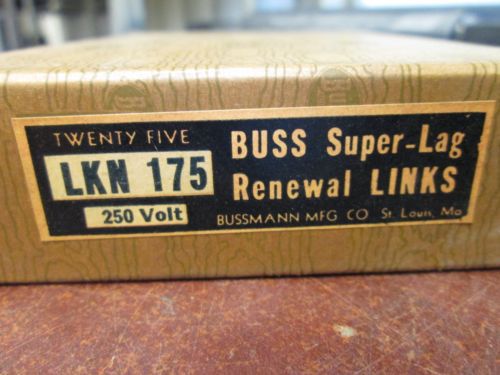 TWENTY FIVE
LKN 175
250 Volt
BUSS Super-Lag
Renewal LINKS
BUSSMANN MFG CO St. Louis, Mo